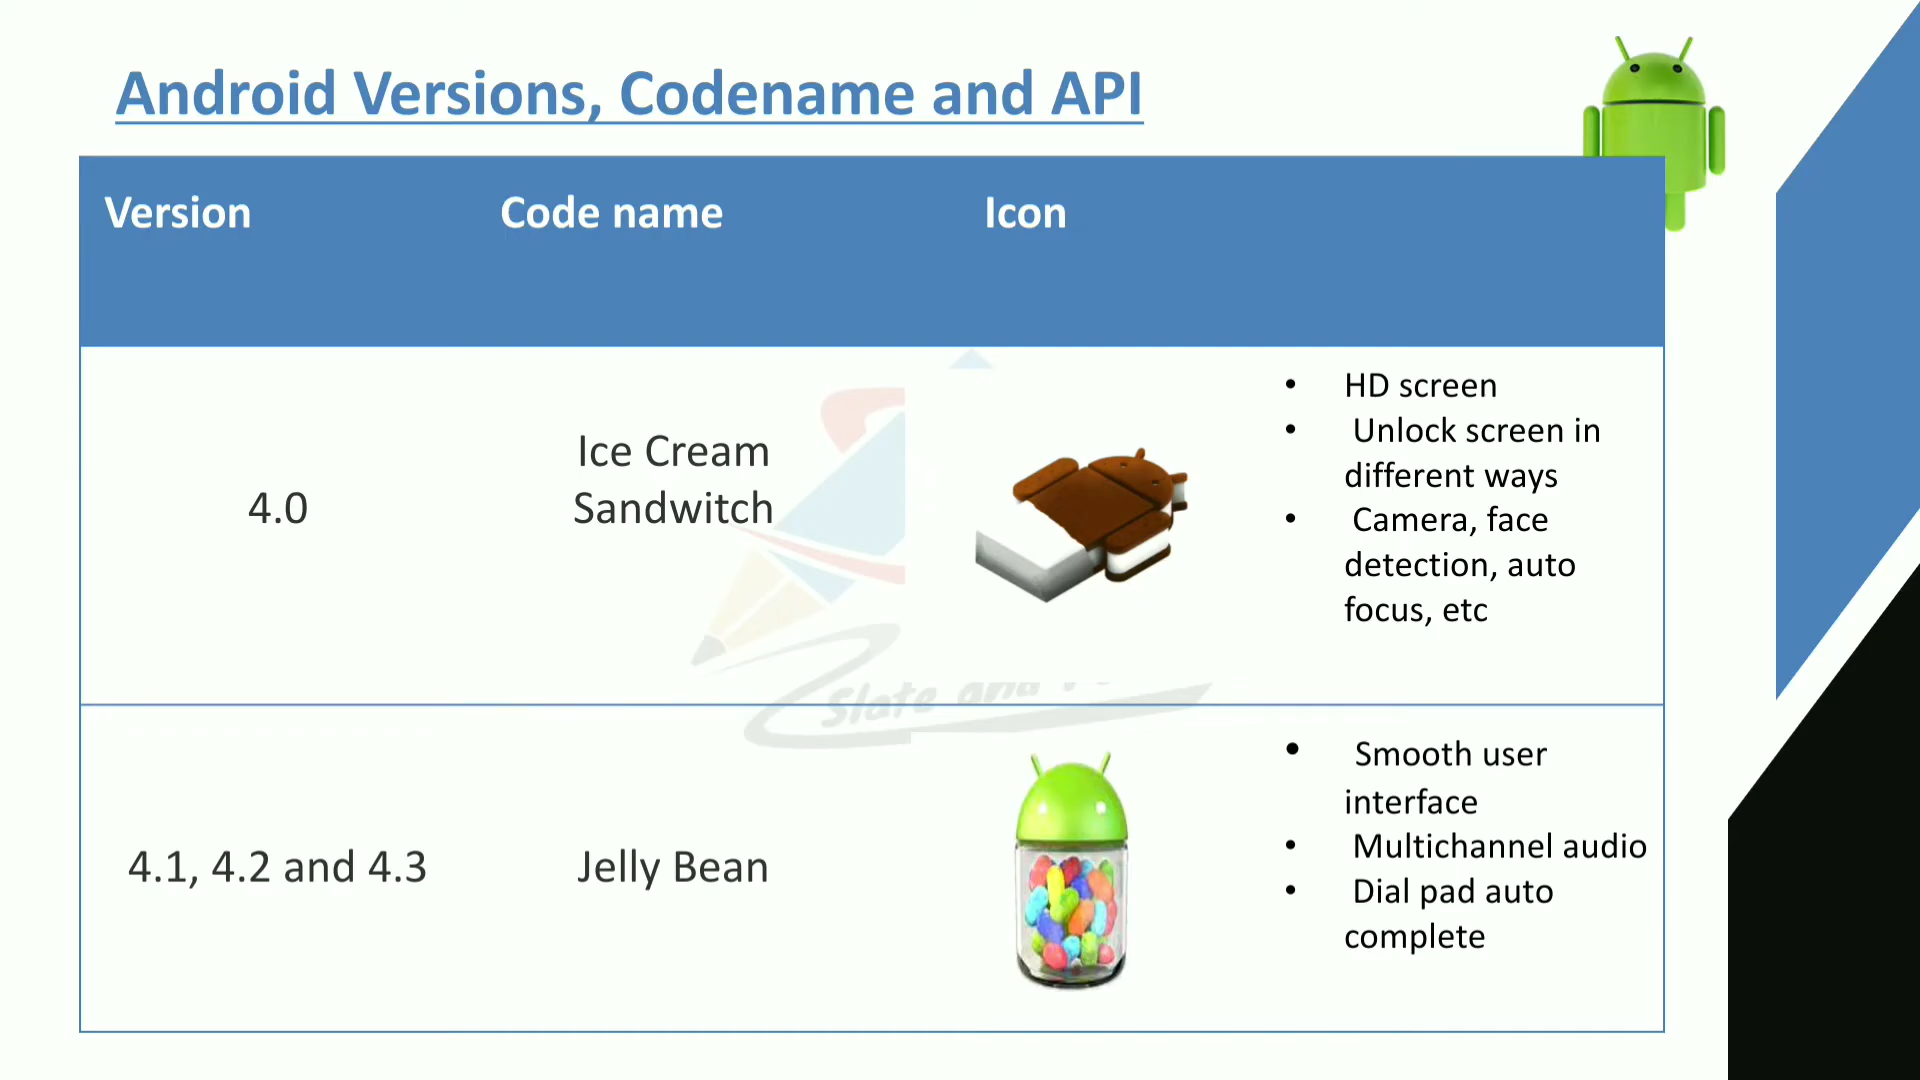 Android Versions, Codename and API
Version Code name Icon
4.0
Ice Cream
Sandwitch
• HD screen
• Unlock screen in
different ways
• Camera, face
detection, auto
focus, etc
Slate and
4.1, 4.2 and 4.3
Jelly Bean
• Smooth user
interface
• Multichannel audio
• Dial pad auto
complete